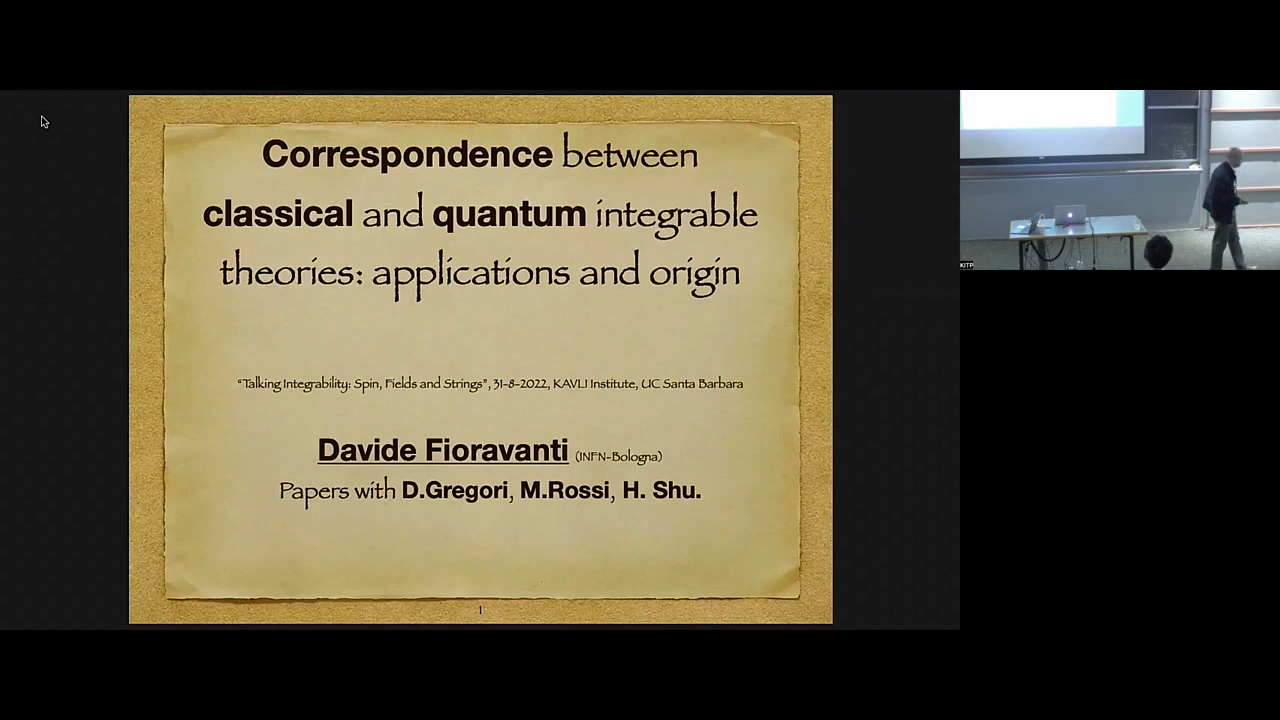 Correspondence between
classical and quantum integrable
theories: applications and origin
"Talking Integrability: Spin, Fields and Strings", 31-8-2022, KAVLI Institute, UC Santa Barbara
Davide Fioravanti (INFN-Bologna)
Papers with D.Gregori, M.Rossi, H. Shu.
1
KITP